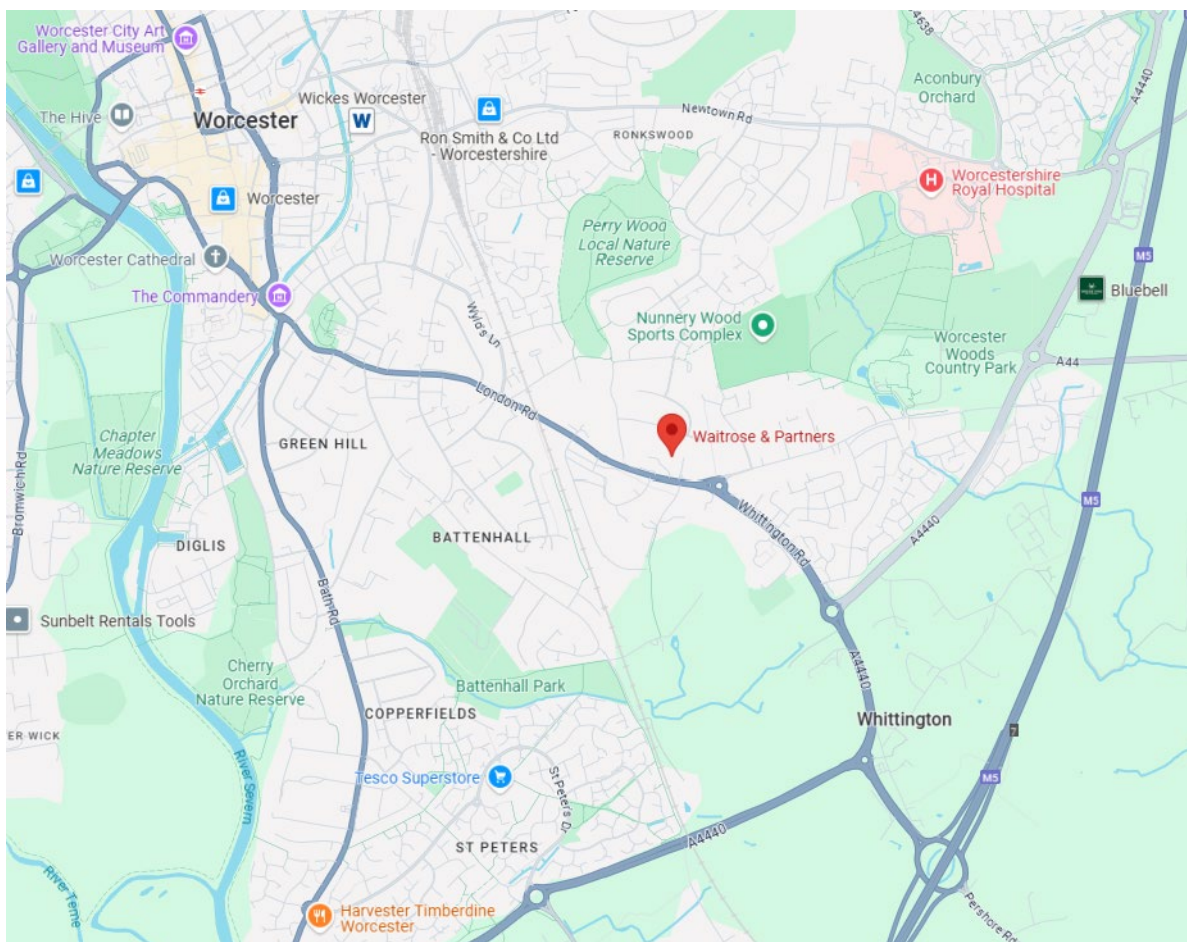 Worcester City Art
Gallery and Museum
The Hive
Worcester
Wickes Worcester
W
Ron Smith & Co Ltd
- Worcestershire
Newtown Rd
4638
A4440
Aconbury
Orchard
RONKSWOOD
Worcestershire
Royal Hospital
H
Worcester
Perry Wood
Local Nature
Reserve
Worcester Cathedral
The Commandery
M5
Bluebell
Nunnery Wood
Sports Complex
Worcester
Woods
Country Park
A44
Wyld's Ln
London Rd
Waitrose & Partners
GREEN HILL
Chapter
Meadows
Nature Reserve
Bromwich Rd
M5
Whittington Rd
A4440
BATTENHALL
DIGLIS
Bath Rd
Sunbelt Rentals Tools
Cherry
Orchard
Nature Reserve
Battenhall Park
A4440
COPPERFIELDS
Whittington
ER WICK
River Severn
7
Tesco Superstore
St Peter's Dr
M5
A4440
ST PETERS
River Teme
Harvester Timberdine
Worcester
Pershore Rd